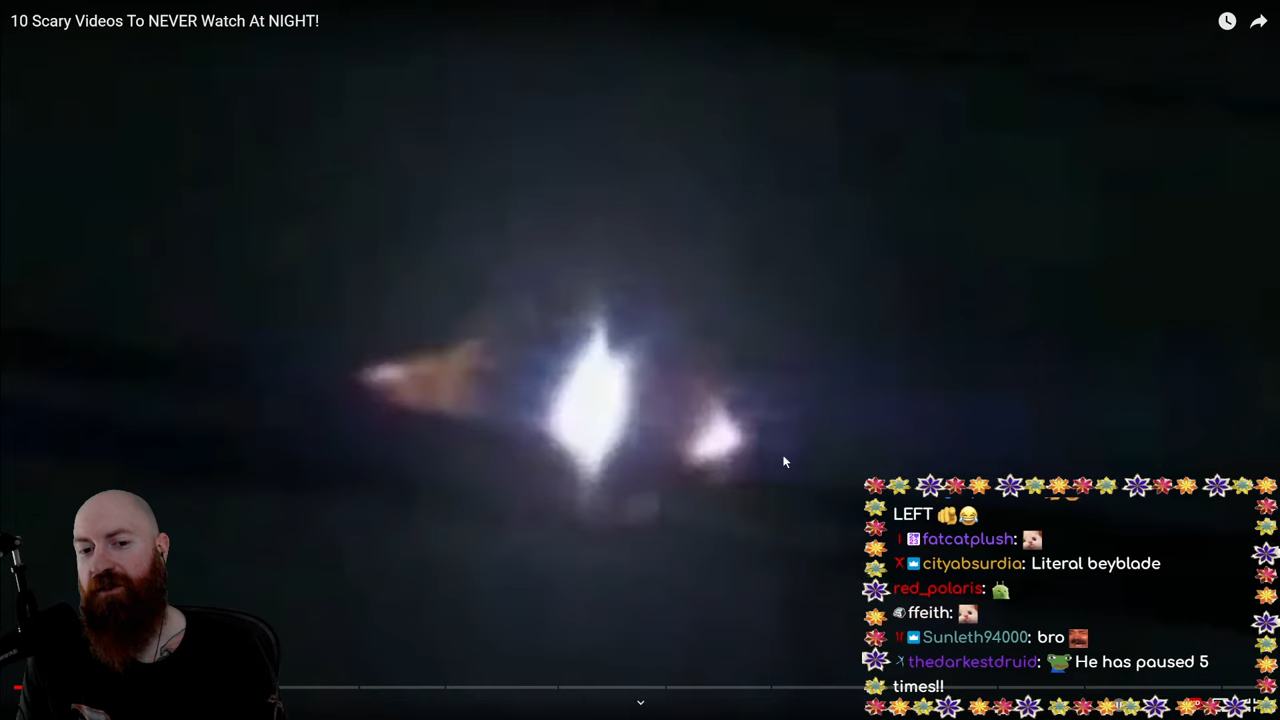 10 Scary Videos To NEVER Watch At NIGHT!
LEFT
fatcatplush:
cityabsurdia: Literal beyblade
red_polaris:
ffeith:
Sunleth94000: bro
thedarkestdruid: He has paused 5
times!!